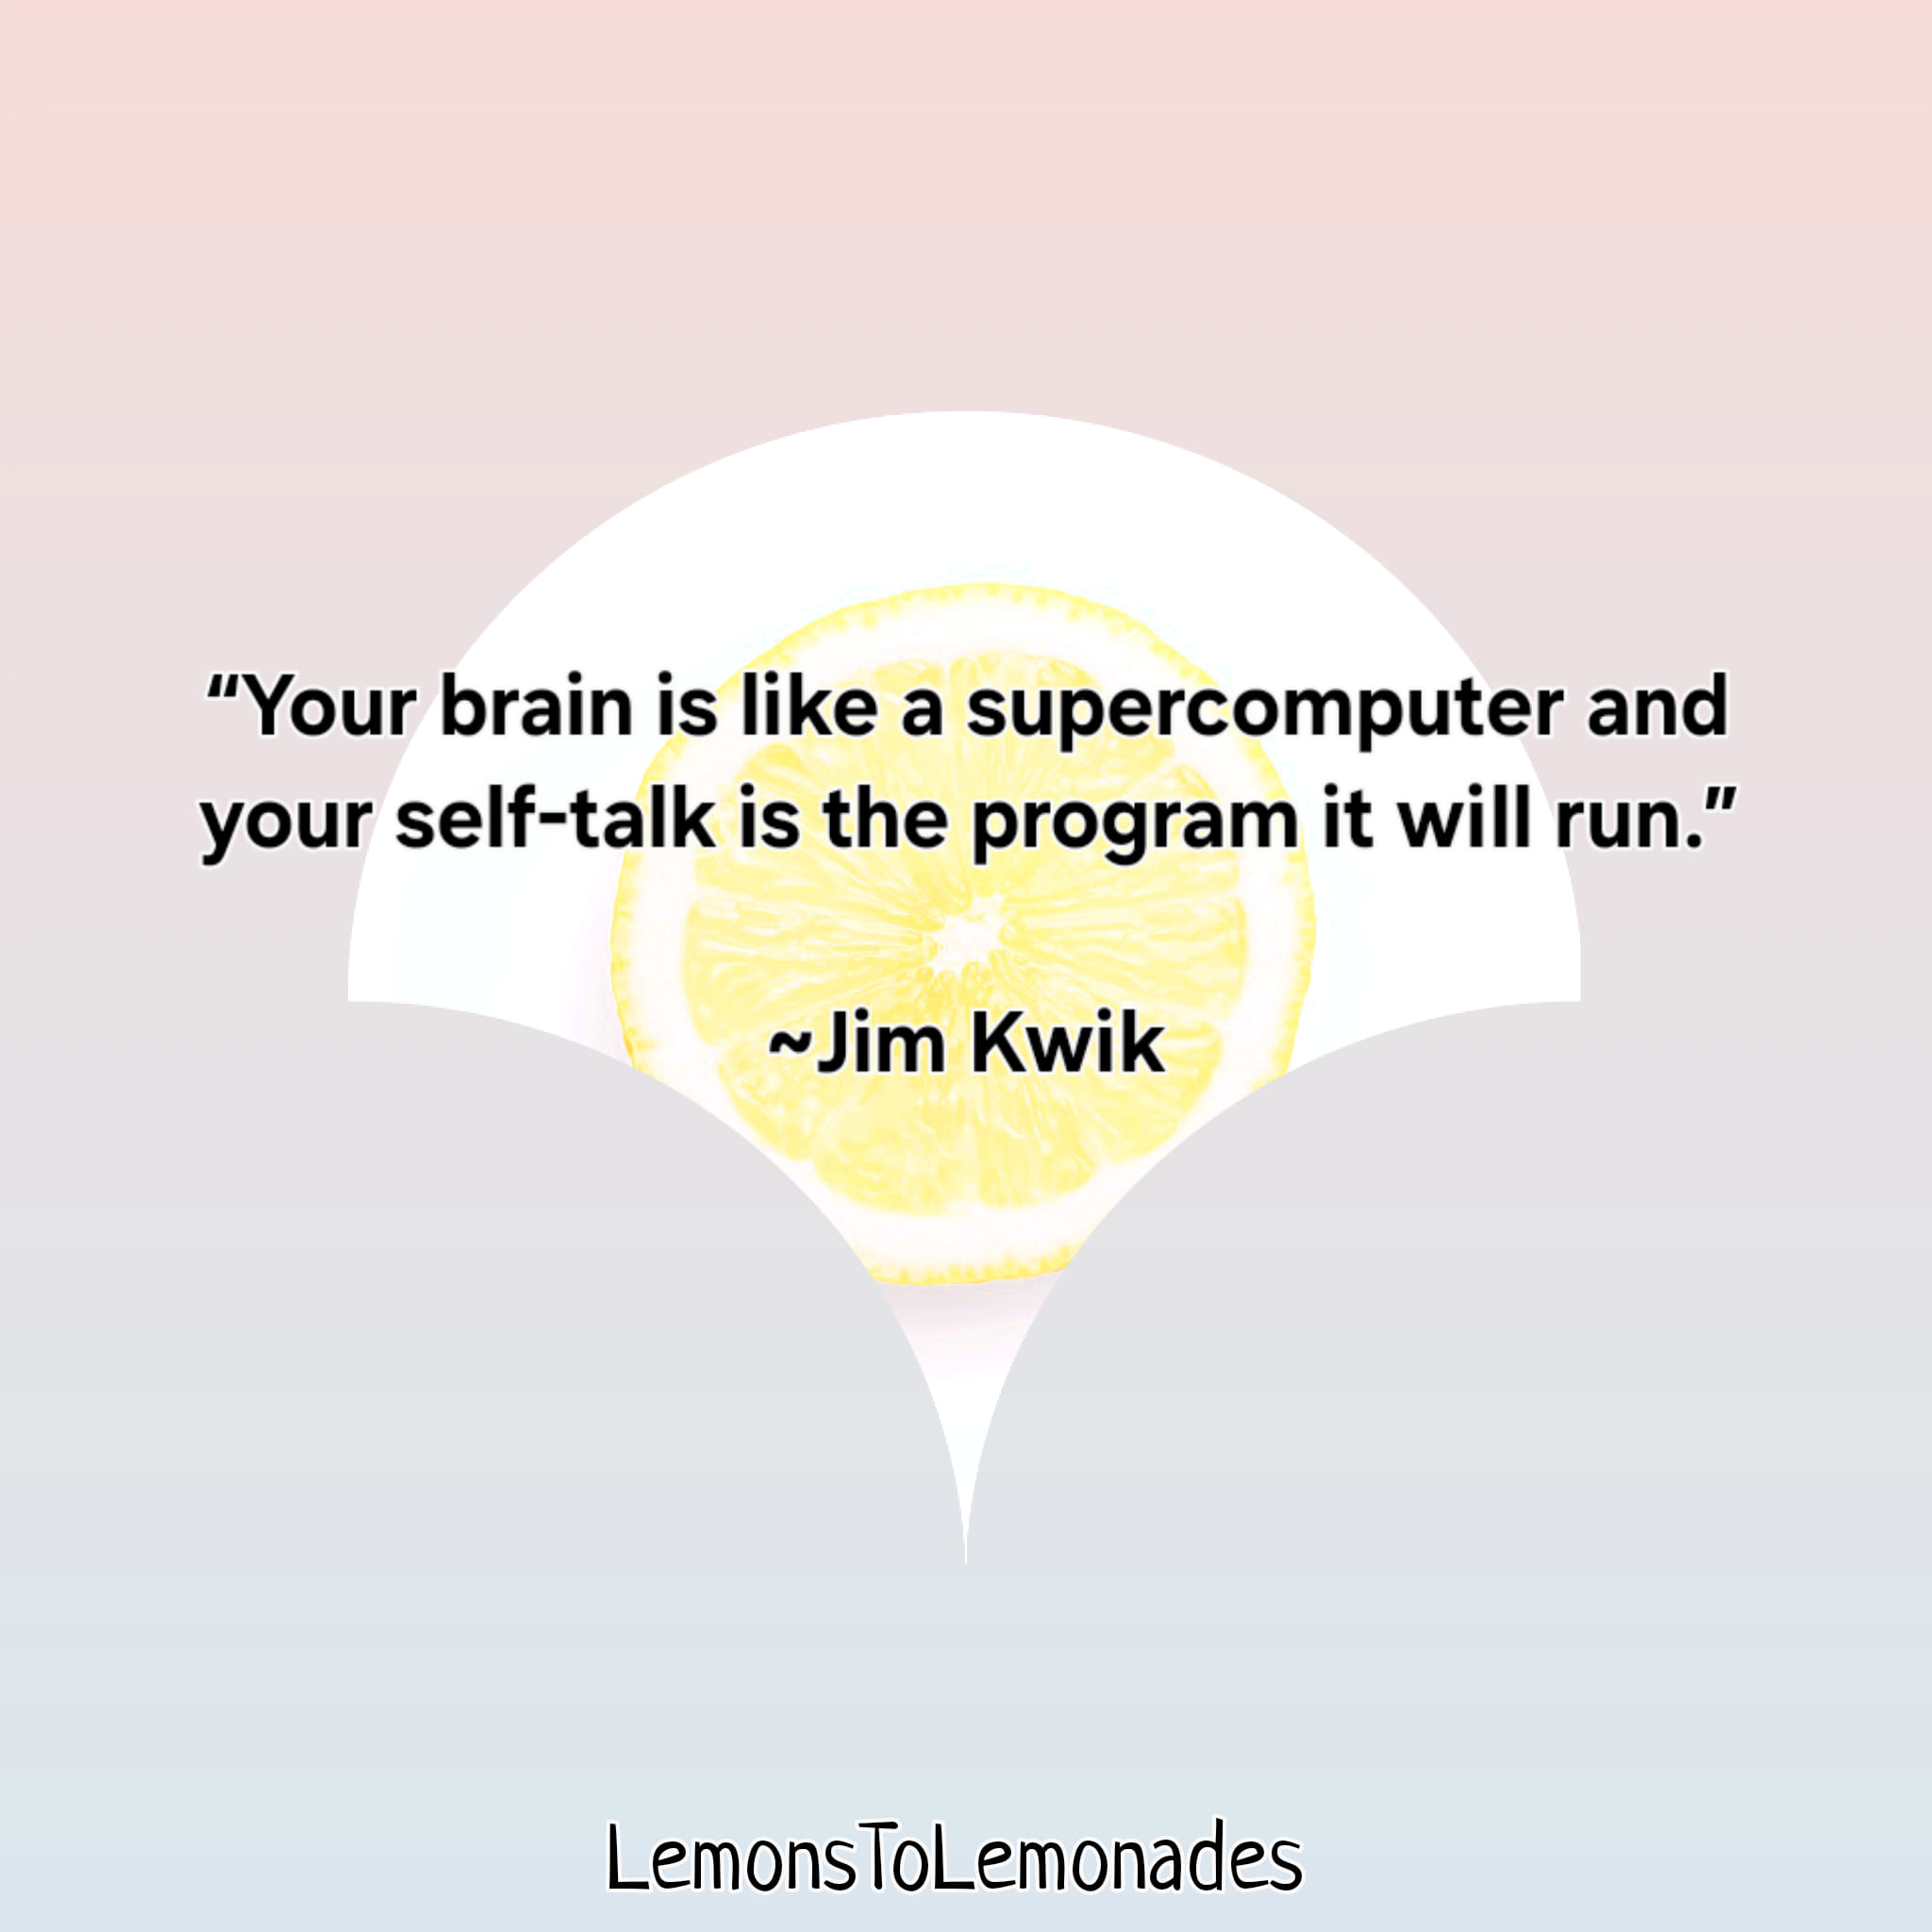 “Your brain is like a supercomputer and
your self-talk is the program it will run.”
~Jim Kwik
LemonsToLemonades